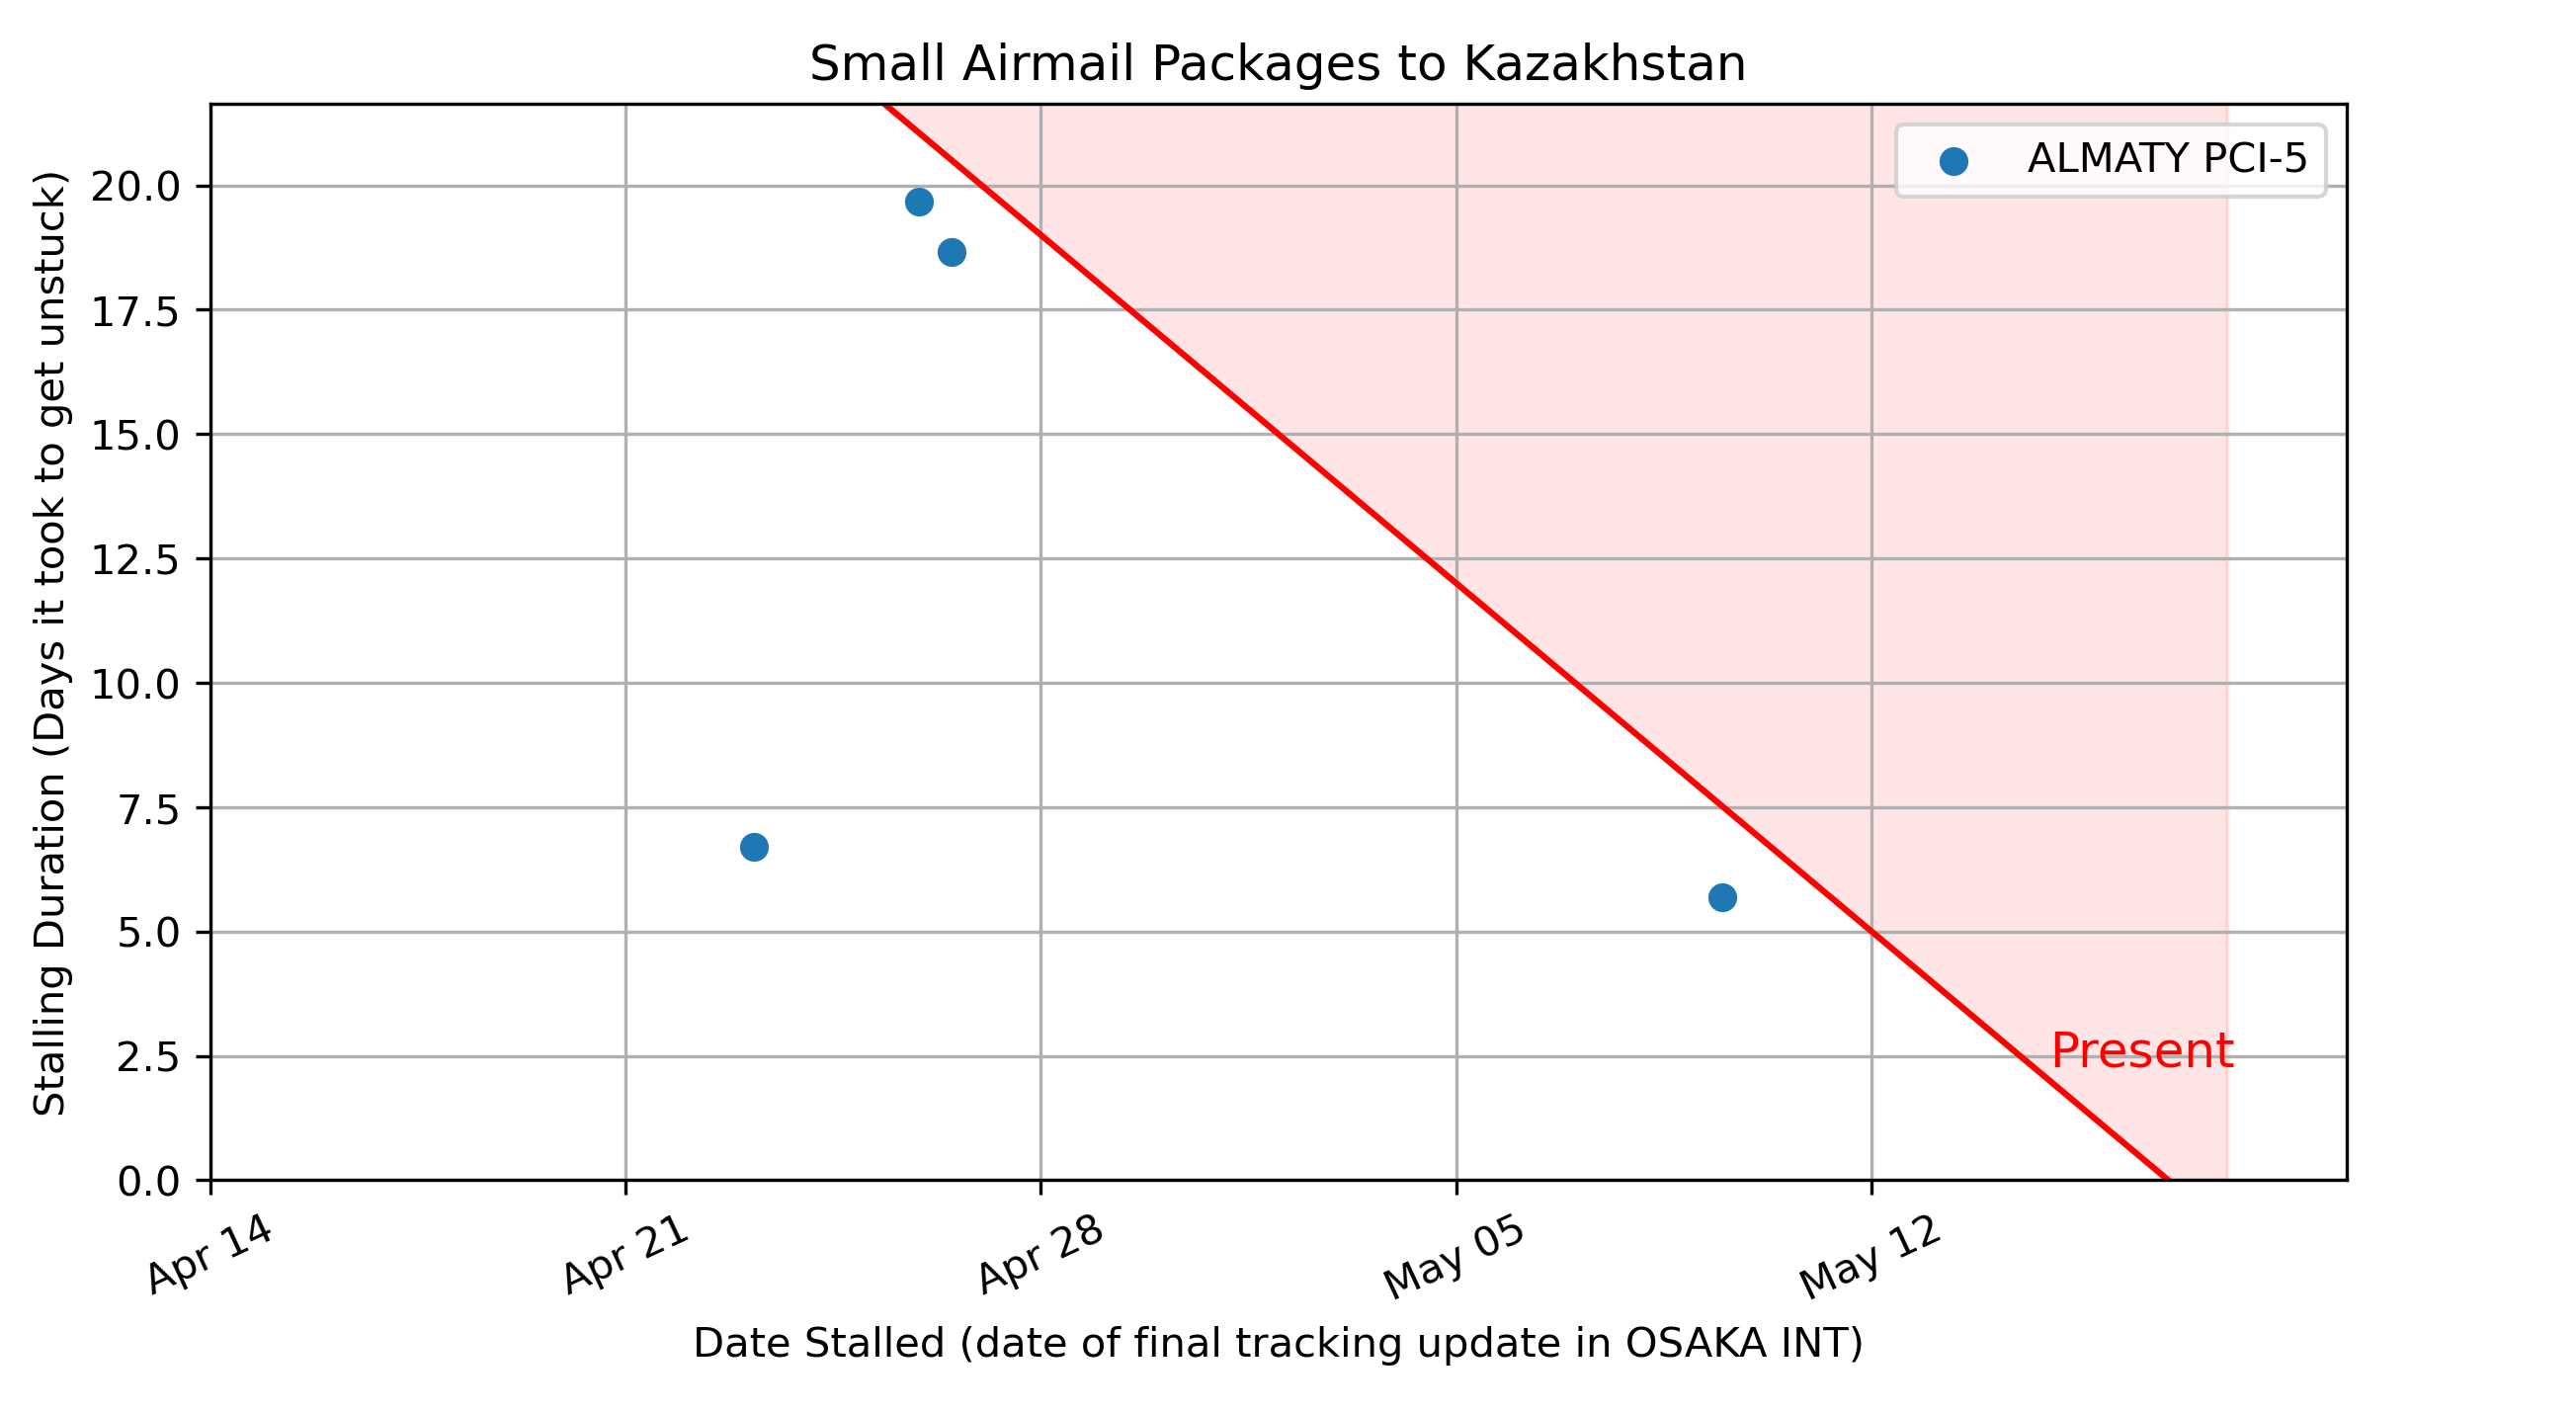 Small Airmail Packages to Kazakhstan
ALMATY PCI-5
Stalling Duration (Days it took to get unstuck)
20.0
17.5
15.0
12.5
10.0
7.5
5.0
2.5
0.0
Present
Apr 14
Apr 21
Apr 28
May 05
May 12
Date Stalled (date of final tracking update in OSAKA INT)